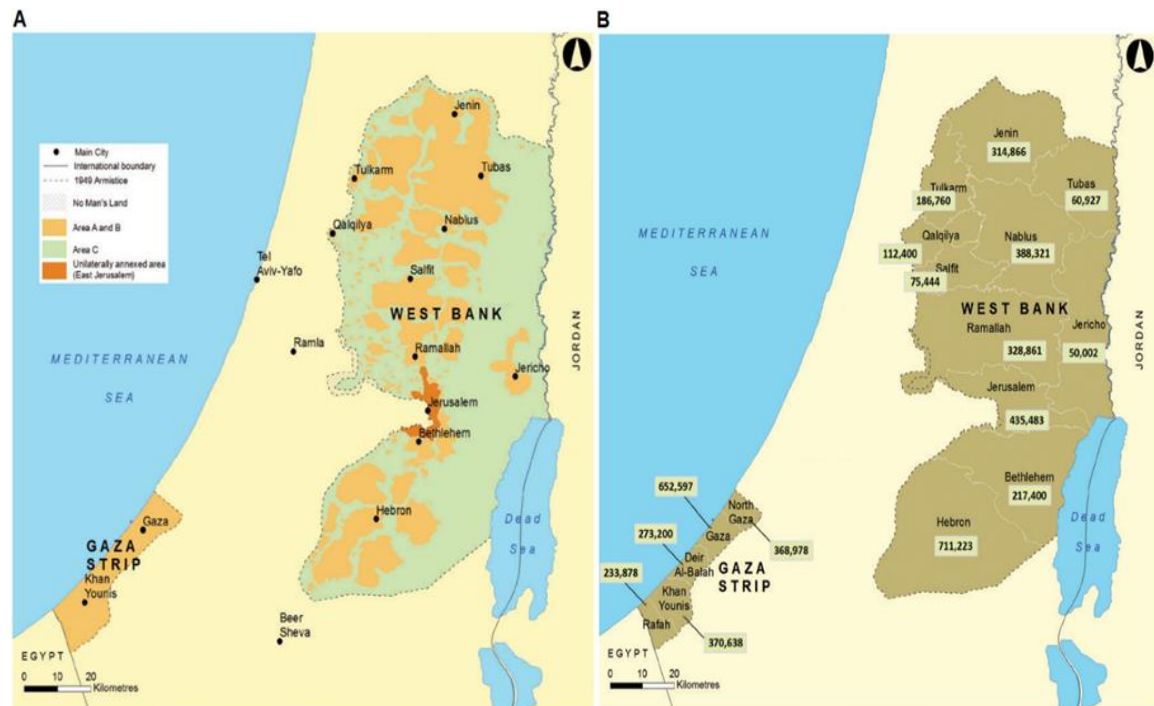 A
Main City
International boundary
1949 Armistice
No Man's Land
Area A and B
Area C
Unilaterally annexed area
(East Jerusalem)
Jenin
Tulkarm
Tubas
Qalqilya
Nablus
Tel
Aviv-Yafo
Salfit
WEST BANK
Ramla
Ramallah
MEDITERRANEAN
SEA
Jericho
JORDAN
Jerusalem
Bethlehem
Hebron
Dead
Sea
Gaza
GAZA
STRIP
Khan
Younis
Beer
Sheva
EGYPT
0 10 20
Kilometres
B
Jenin
314,866
Tulkarm
186,760
Tubas
60,927
Qalqilya
112,400
Nablus
388,321
MEDITERRANEAN
SEA
Salfit
75,444
WEST BANK
Ramallah
328,861
Jericho
50,002
JORDAN
Jerusalem
435,483
Bethlehem
217,400
Hebron
711,223
Dead
Sea
652,597
North
Gaza
368,978
Gaza
273,200
Deir
Al-Balah
GAZA
STRIP
233,878
Khan
Younis
370,638
Rafah
EGYPT
0 10 20
Kilometres